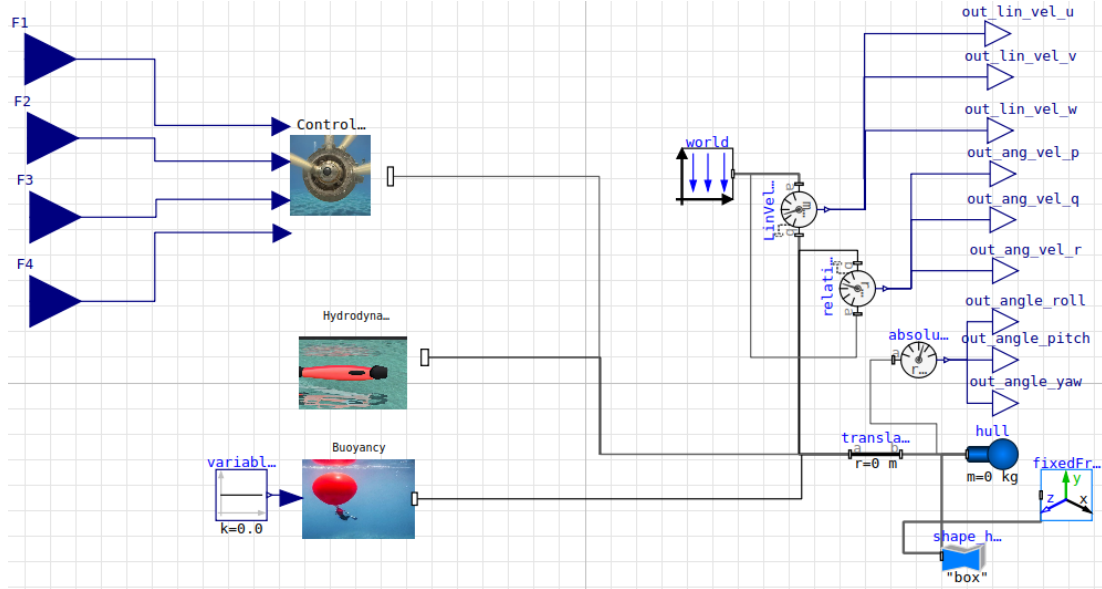 F1
F2
F3
F4
Control…
Hydrodyna…
Buoyancy
variabl…
k=0.0
world
LinVel…
a
m…
b
relati…
b
r…
a
absolu…
a
r…
transla…
a
b
r=0 m
hull
m=0 kg
fixedFr…
y
z
x
shape_h…
"box"
out_lin_vel_u
out_lin_vel_v
out_lin_vel_w
out_ang_vel_p
out_ang_vel_q
out_ang_vel_r
out_angle_roll
out_angle_pitch
out_angle_yaw